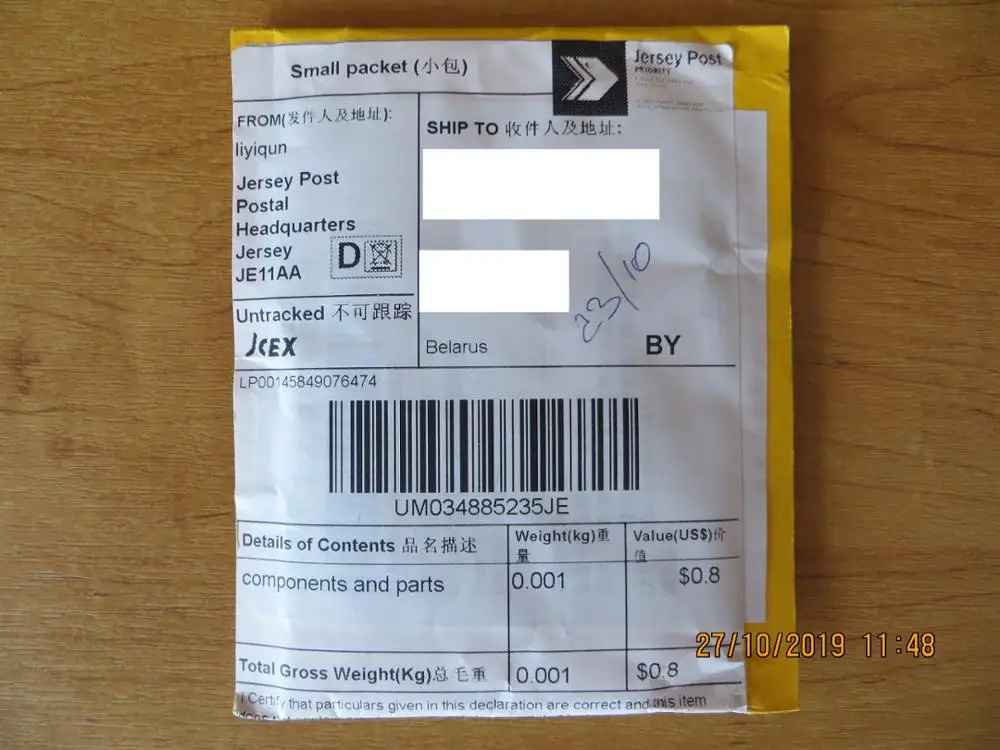 Small packet (小包)
Jersey Post
PRIORITY
FROM(发件人及地址):
liyiqun
Jersey Post
Postal
Headquarters
Jersey
JE11AA
D
Untracked 不可跟踪
JCEX
SHIP TO 收件人及地址:
23/10
Belarus
BY
LP00145849076474
UM034885235JE
Details of Contents 品名描述
Weight(kg)重量
Value(US$)价值
components and parts
0.001
$0.8
Total Gross Weight(Kg)总毛重
0.001
$0.8
I Certify that particulars given in this declaration are correct and this item
27/10/2019 11:48